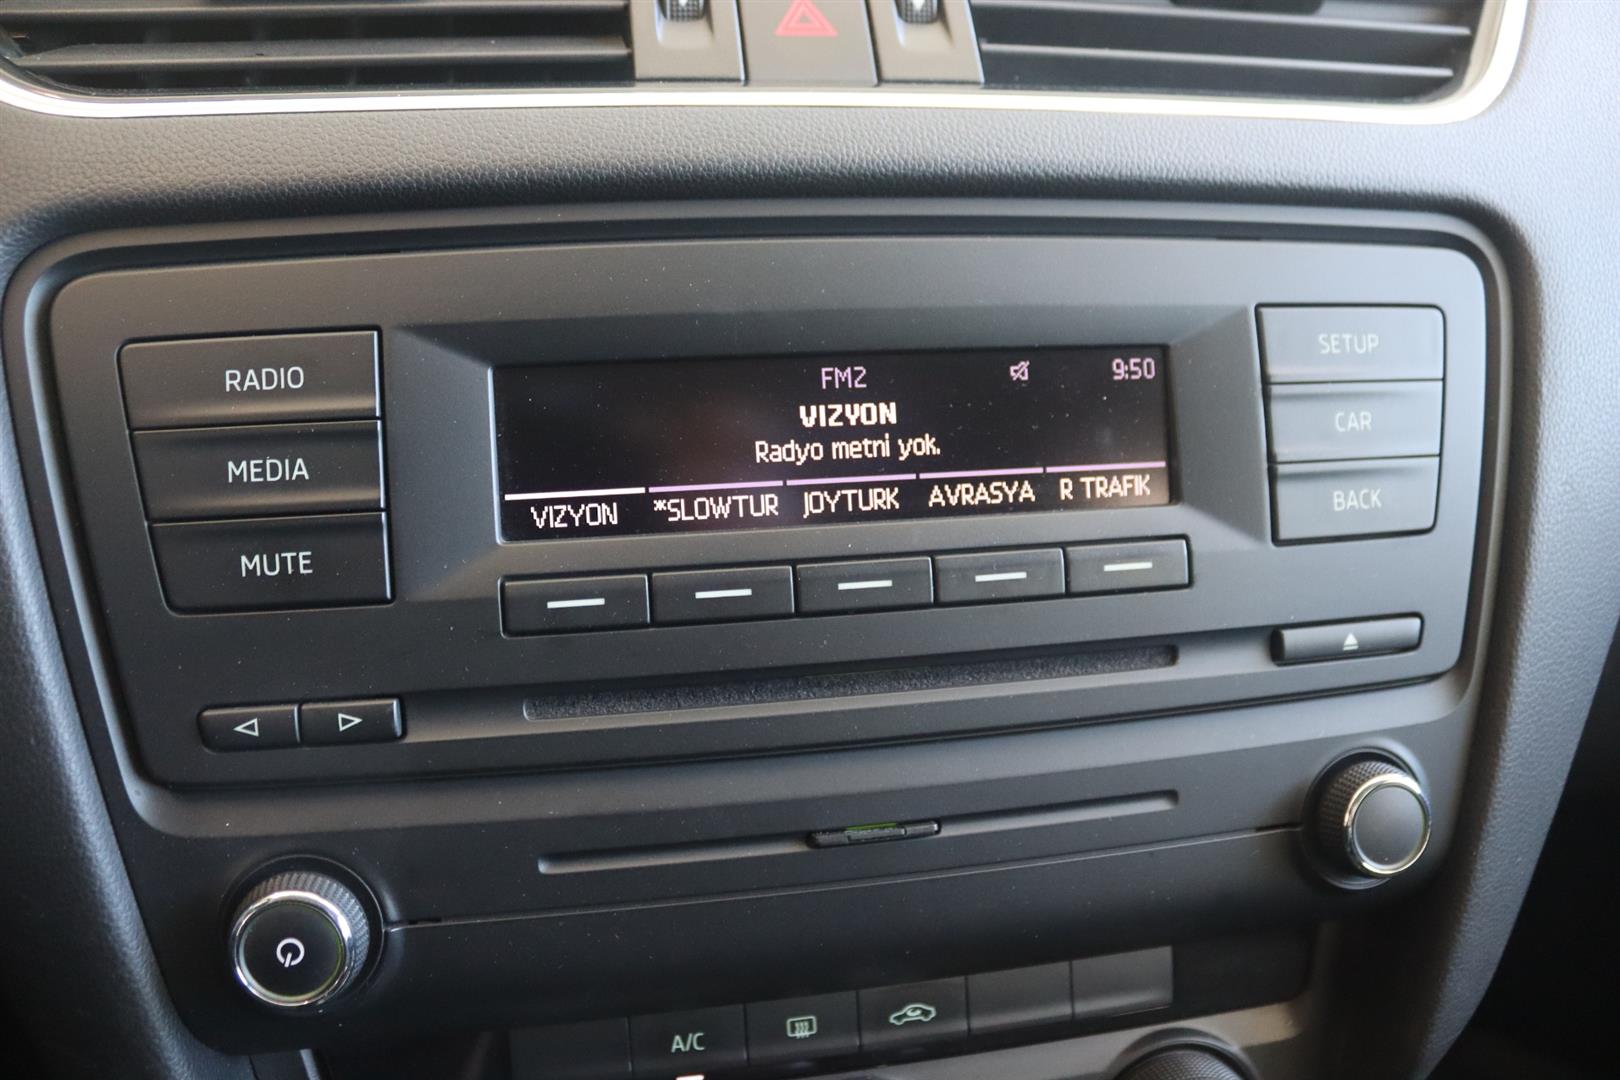 RADIO
MEDIA
MUTE
FM2 9:50
VIZYON
Radyo metni yok.
VIZYON *SLOWTUR JOYTURK AVRASYA R TRAFIK
SETUP
CAR
BACK
A/C